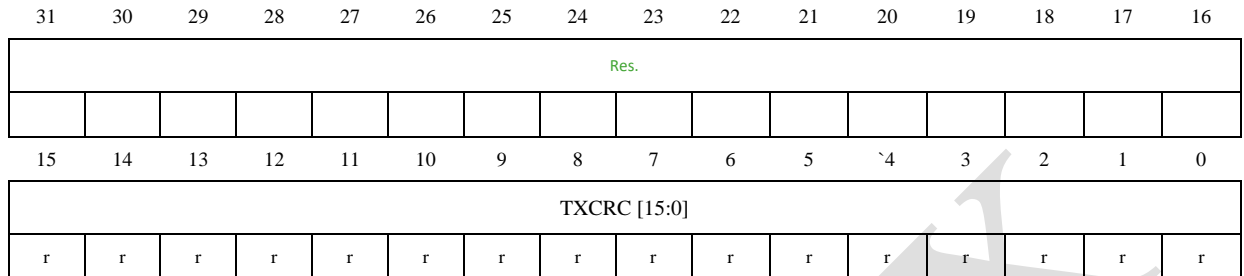 31 30 29 28 27 26 25 24 23 22 21 20 19 18 17 16
Res.
15 14 13 12 11 10 9 8 7 6 5 `4 3 2 1 0
TXCRC [15:0]
r r r r r r r r r r r r r r r r